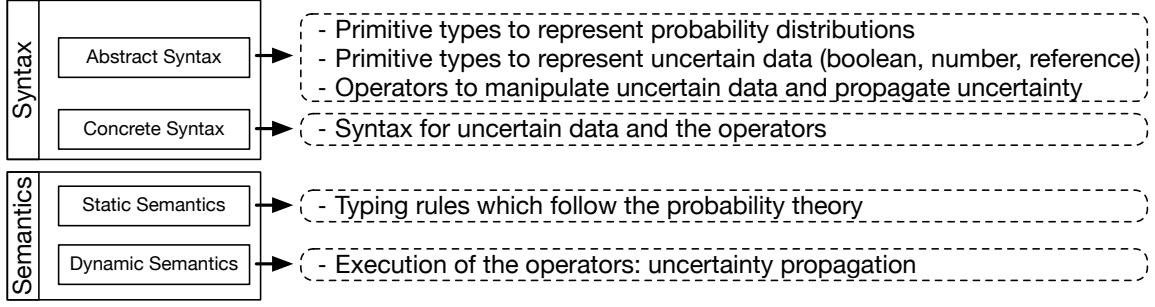 Syntax
Abstract Syntax
- Primitive types to represent probability distributions
- Primitive types to represent uncertain data (boolean, number, reference)
- Operators to manipulate uncertain data and propagate uncertainty
Concrete Syntax
- Syntax for uncertain data and the operators
Semantics
Static Semantics
- Typing rules which follow the probability theory
Dynamic Semantics
- Execution of the operators: uncertainty propagation